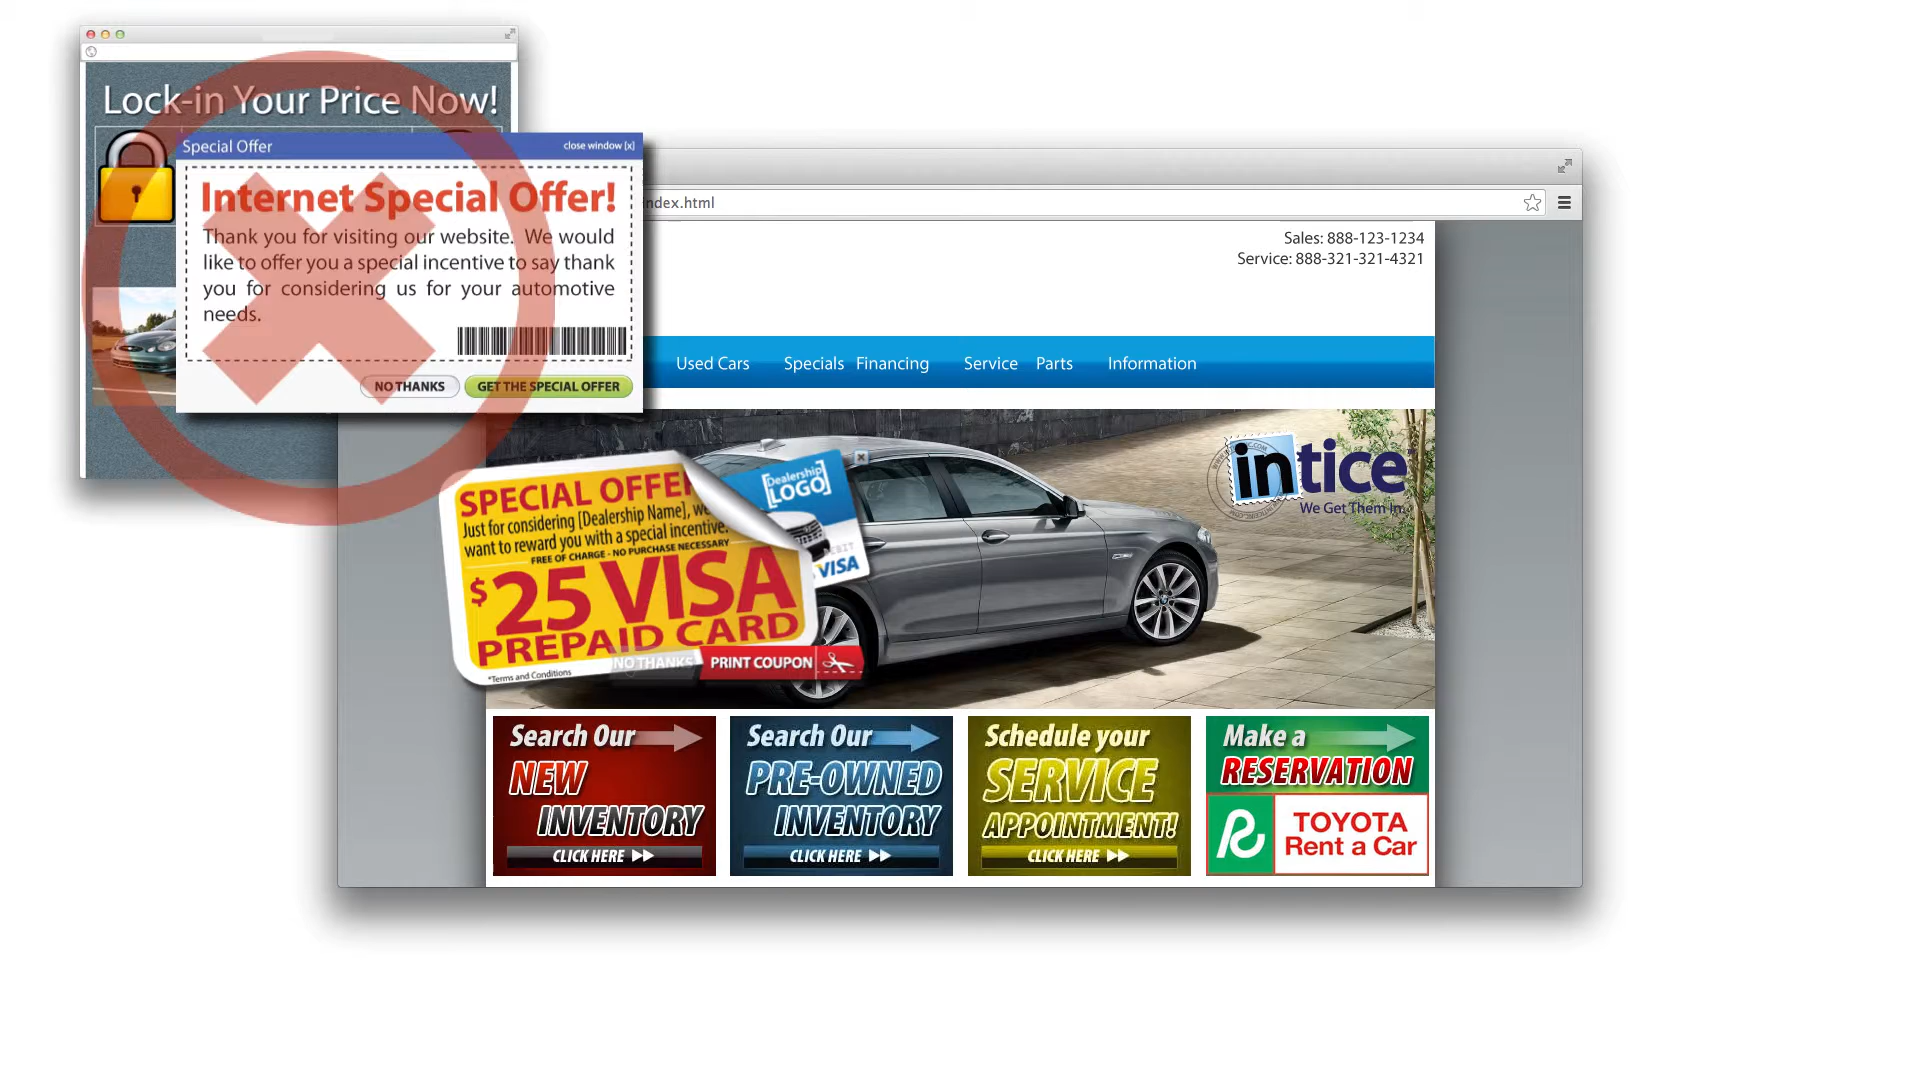 Lock-in Your Price Now!
Special Offer
close window [x]
Internet Special Offer!
Thank you for visiting our website. We would
like to offer you a special incentive to say thank
you for considering us for your automotive
needs.
NO THANKS
GET THE SPECIAL OFFER
ndex.html
Sales: 888-123-1234
Service: 888-321-321-4321
Used Cars
Specials
Financing
Service
Parts
Information
intice
We Get Them In.
SPECIAL OFFER
Just for considering [Dealership Name], we
want to reward you with a special incentive.
FREE OF CHARGE - NO PURCHASE NECESSARY
$25 VISA
PREPAID CARD
*Terms and Conditions
[Dealership
LOGO]
VISA
NO THANKS
PRINT COUPON
Search Our
NEW
INVENTORY
CLICK HERE
Search Our
PRE-OWNED
INVENTORY
CLICK HERE
Schedule your
SERVICE
APPOINTMENT!
CLICK HERE
Make a
RESERVATION
TOYOTA
Rent a Car